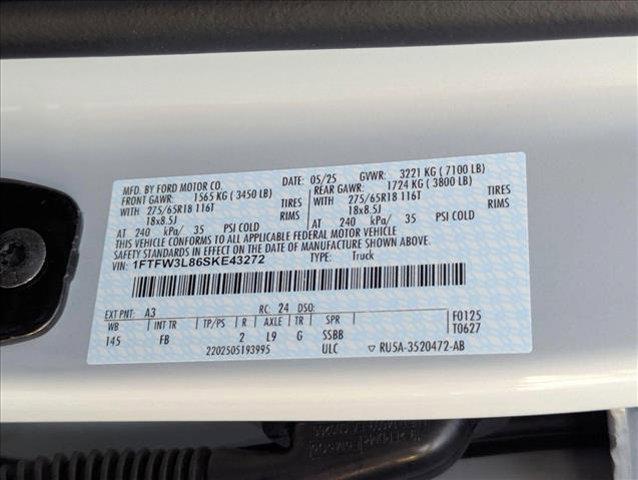 MFD. BY FORD MOTOR CO. DATE: 05/25 GVWR: 3221 KG ( 7100 LB)
FRONT GAWR: 1565 KG ( 3450 LB) REAR GAWR: 1724 KG ( 3800 LB)
WITH 275/65R18 116T TIRES WITH 275/65R18 116T TIRES
18x8.5J RIMS 18x8.5J RIMS
AT 240 kPa/ 35 PSI COLD AT 240 kPa/ 35 PSI COLD
THIS VEHICLE CONFORMS TO ALL APPLICABLE FEDERAL MOTOR VEHICLE
SAFETY STANDARDS IN EFFECT ON THE DATE OF MANUFACTURE SHOWN ABOVE.
VIN: 1FTFW3L86SKE43272 TYPE: Truck
EXT PNT: A3 RC: 24 DSO: F0125
WB INT TR TP/PS R AXLE TR SPR T0627
145 FB 2 L9 G SSBB
2202505193995 ULC RU5A-3520472-AB